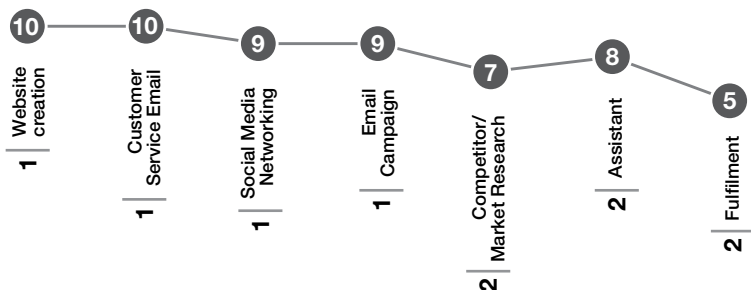 10
10
9
9
7
8
5
Website
creation
1
Customer
Service Email
1
Social Media
Networking
1
Email
Campaign
1
Competitor/
Market Research
2
Assistant
2
Fulfilment
2